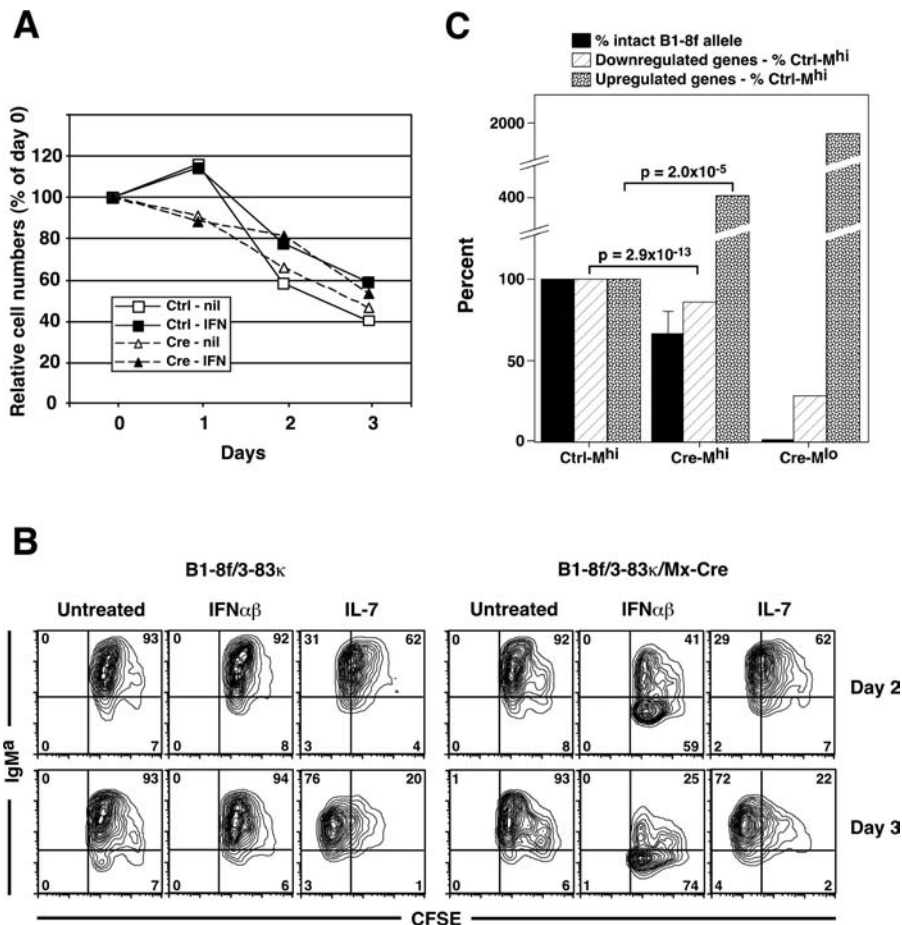 A
Relative cell numbers (% of day 0)
120
100
80
60
40
20
0
Ctrl - nil
Ctrl - IFN
Cre - nil
Cre - IFN
0 1 2 3
Days
C
% intact B1-8f allele
Downregulated genes - % Ctrl-Mhi
Upregulated genes - % Ctrl-Mhi
Percent
2000
400
100
50
0
p = 2.0x10-5
p = 2.9x10-13
Ctrl-Mhi Cre-Mhi Cre-Mlo
B
B1-8f/3-83κ B1-8f/3-83κ/Mx-Cre
Untreated IFNαβ IL-7 Untreated IFNαβ IL-7
0 93 0 92 31 62 0 92 0 41 29 62
Day 2
0 7 0 8 3 4 0 8 0 59 2 7
IgMa
0 93 0 94 76 20 1 93 0 25 72 22
Day 3
0 7 0 6 3 1 0 6 1 74 4 2
CFSE